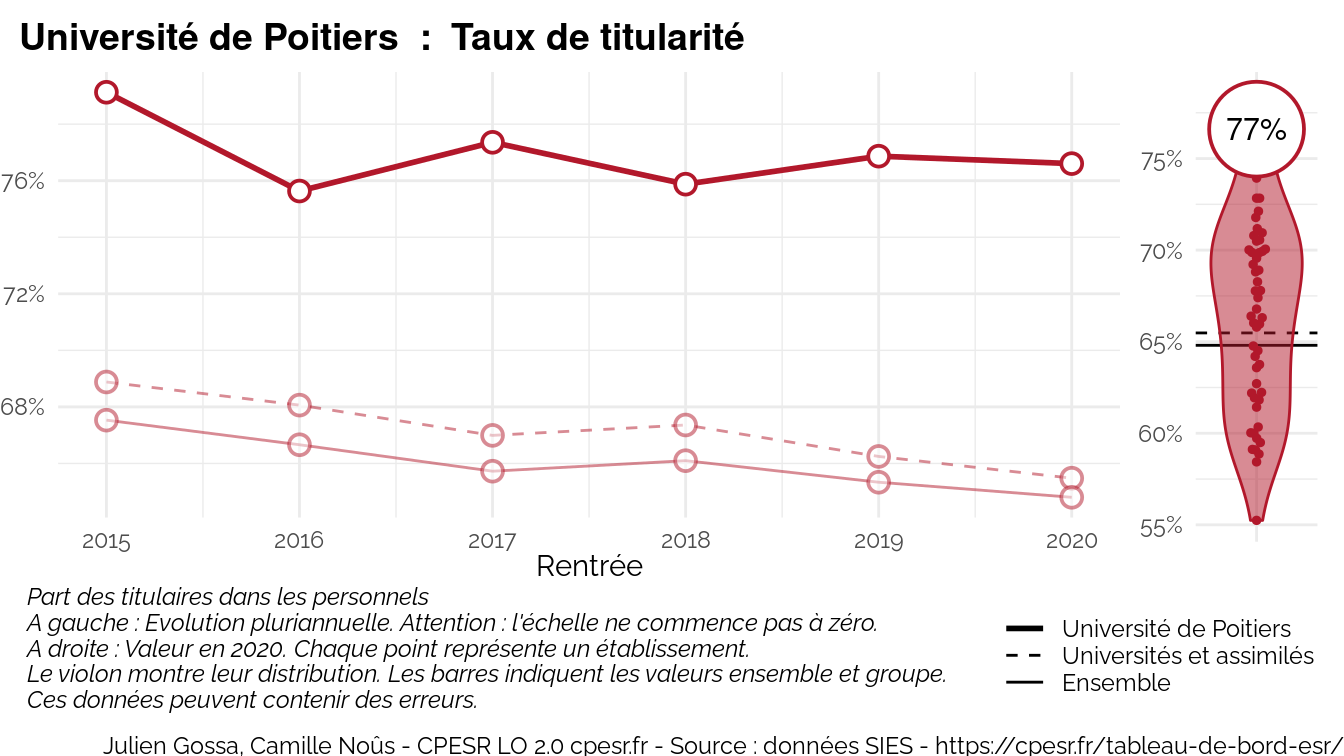 Université de Poitiers : Taux de titularité
76%
72%
68%
2015 2016 2017 2018 2019 2020
Rentrée
77%
75%
70%
65%
60%
55%
Part des titulaires dans les personnels
A gauche : Evolution pluriannuelle. Attention : l'échelle ne commence pas à zéro.
A droite : Valeur en 2020. Chaque point représente un établissement.
Le violon montre leur distribution. Les barres indiquent les valeurs ensemble et groupe.
Ces données peuvent contenir des erreurs.
Université de Poitiers
Universités et assimilés
Ensemble
Julien Gossa, Camille Noûs - CPESR LO 2.0 cpesr.fr - Source : données SIES - https://cpesr.fr/tableau-de-bord-esr/